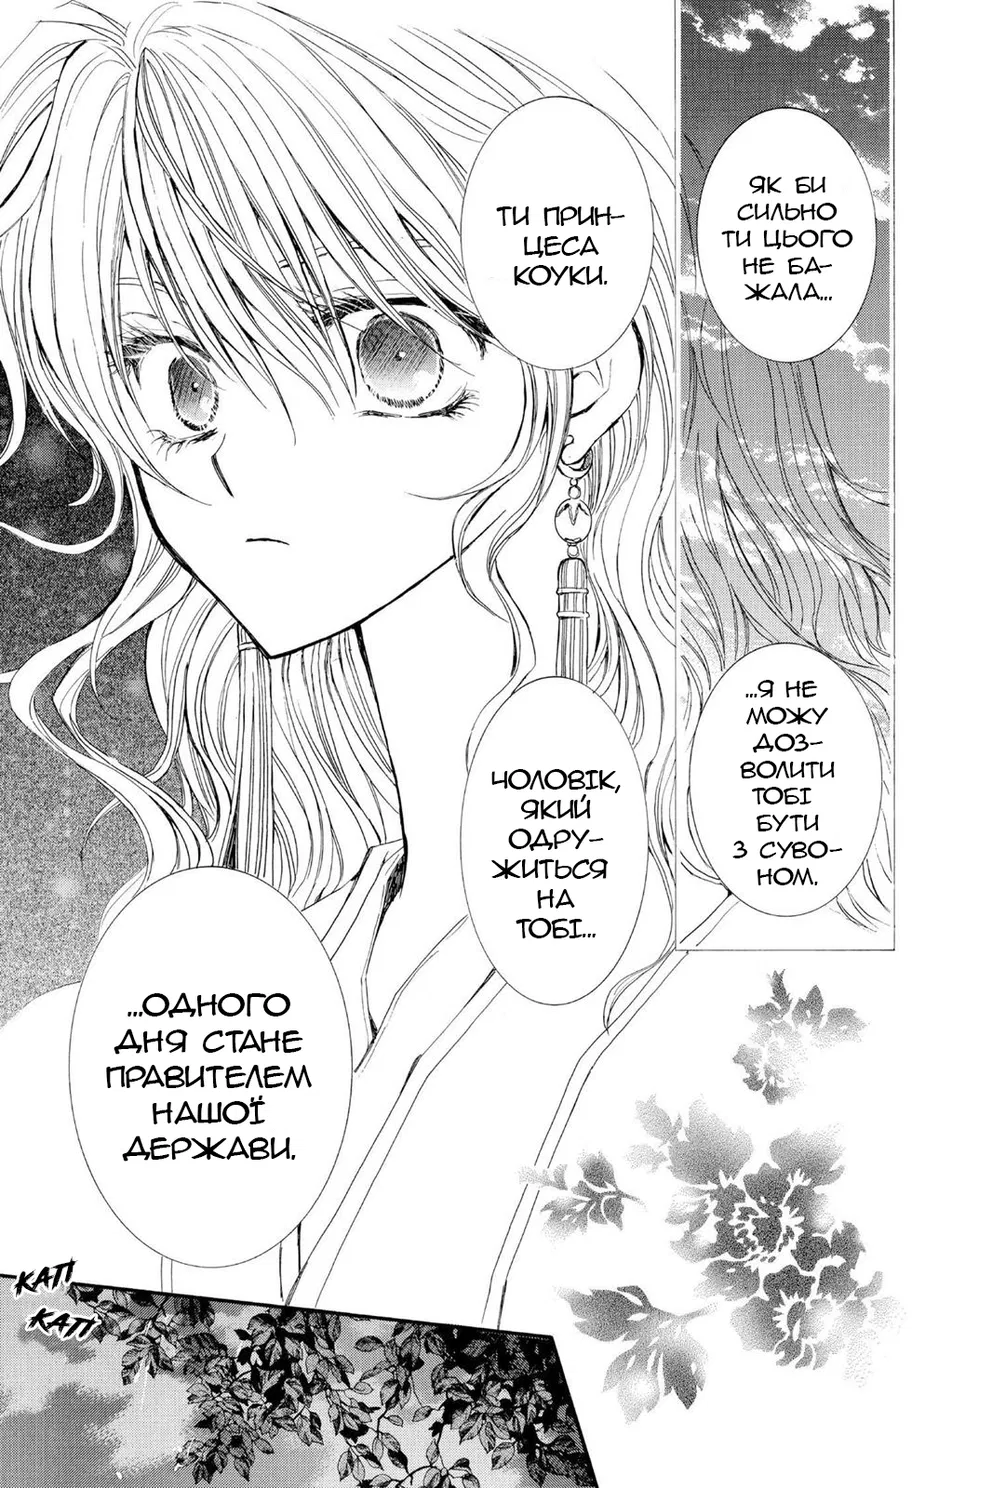 ЯК БИ
СИЛЬНО
ТИ ЦЬОГО
НЕ БА-
ЖАЛА...
...Я НЕ
МОЖУ
ДОЗ-
ВОЛИТИ
ТОБІ
БУТИ
З СУВО-
НОМ.
ТИ ПРИН-
ЦЕСА
КОУКИ.
ЧОЛОВІК,
ЯКИЙ
ОДРУ-
ЖИТЬСЯ
НА
ТОБІ...
...ОДНОГО
ДНЯ СТАНЕ
ПРАВИТЕЛЕМ
НАШОЇ
ДЕРЖАВИ.
КАП
КАП